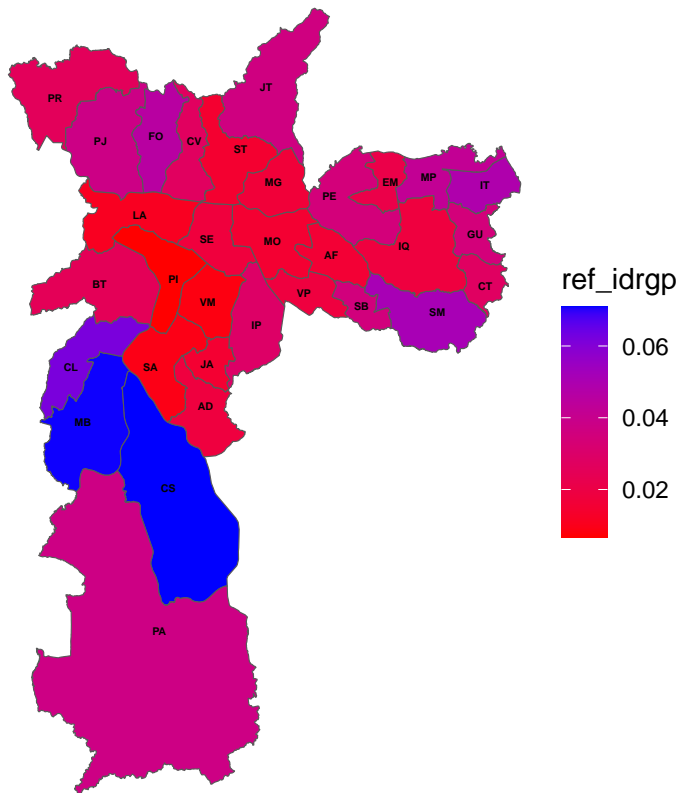 JT
PR
FO
PJ
CV
ST
MG
EM
MP
IT
PE
LA
GU
SE
MO
IQ
AF
PI
BT
CT
VP
VM
SB
SM
IP
JA
SA
CL
AD
MB
CS
PA
ref_idrgp
0.06
0.04
0.02